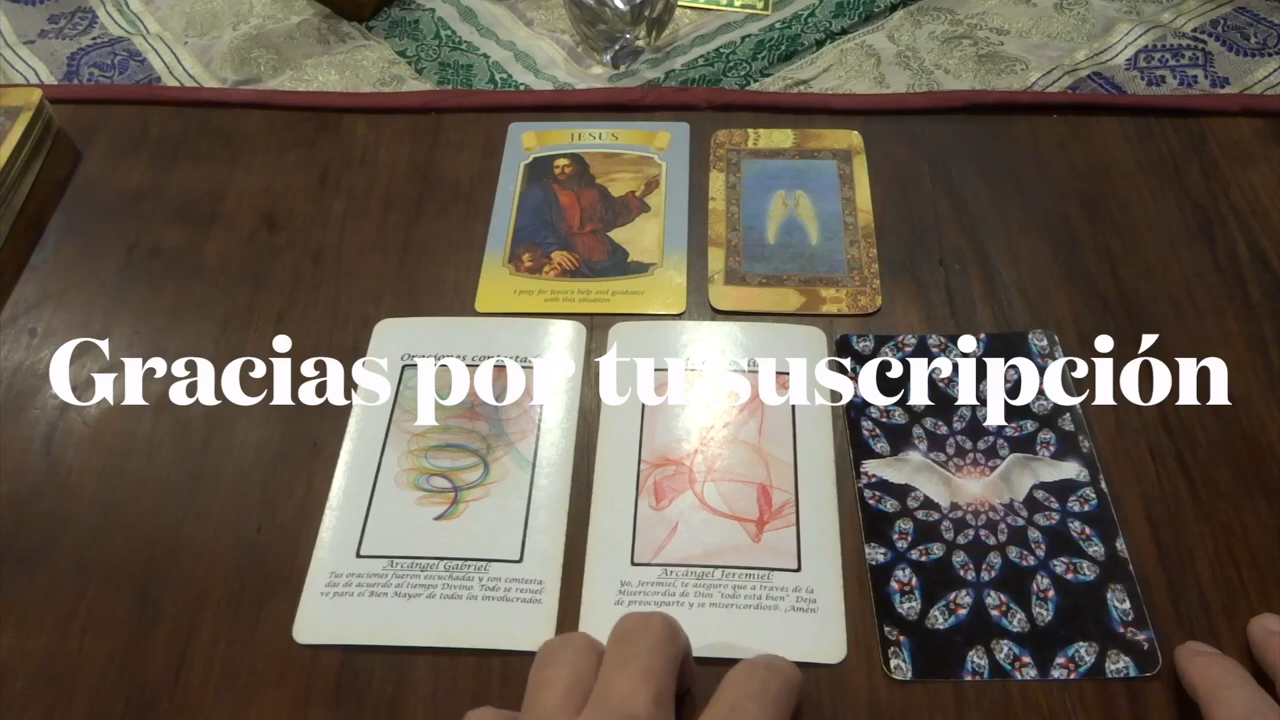 JESUS
I pray for Jesus's help and guidance
with this situation.
Gracias por tu suscripción
Oraciones contestadas
Arcángel Gabriel:
Tus oraciones fueron escuchadas y son contesta-
das de acuerdo al tiempo Divino. Todo se resuel-
ve para el Bien Mayor de todos los involucrados.
Arcángel Jeremiel:
Yo, Jeremiel, te aseguro que a través de la
Misericordia de Dios "todo está bien". Deja
de preocuparte y se misericordios@. ¡Amén!